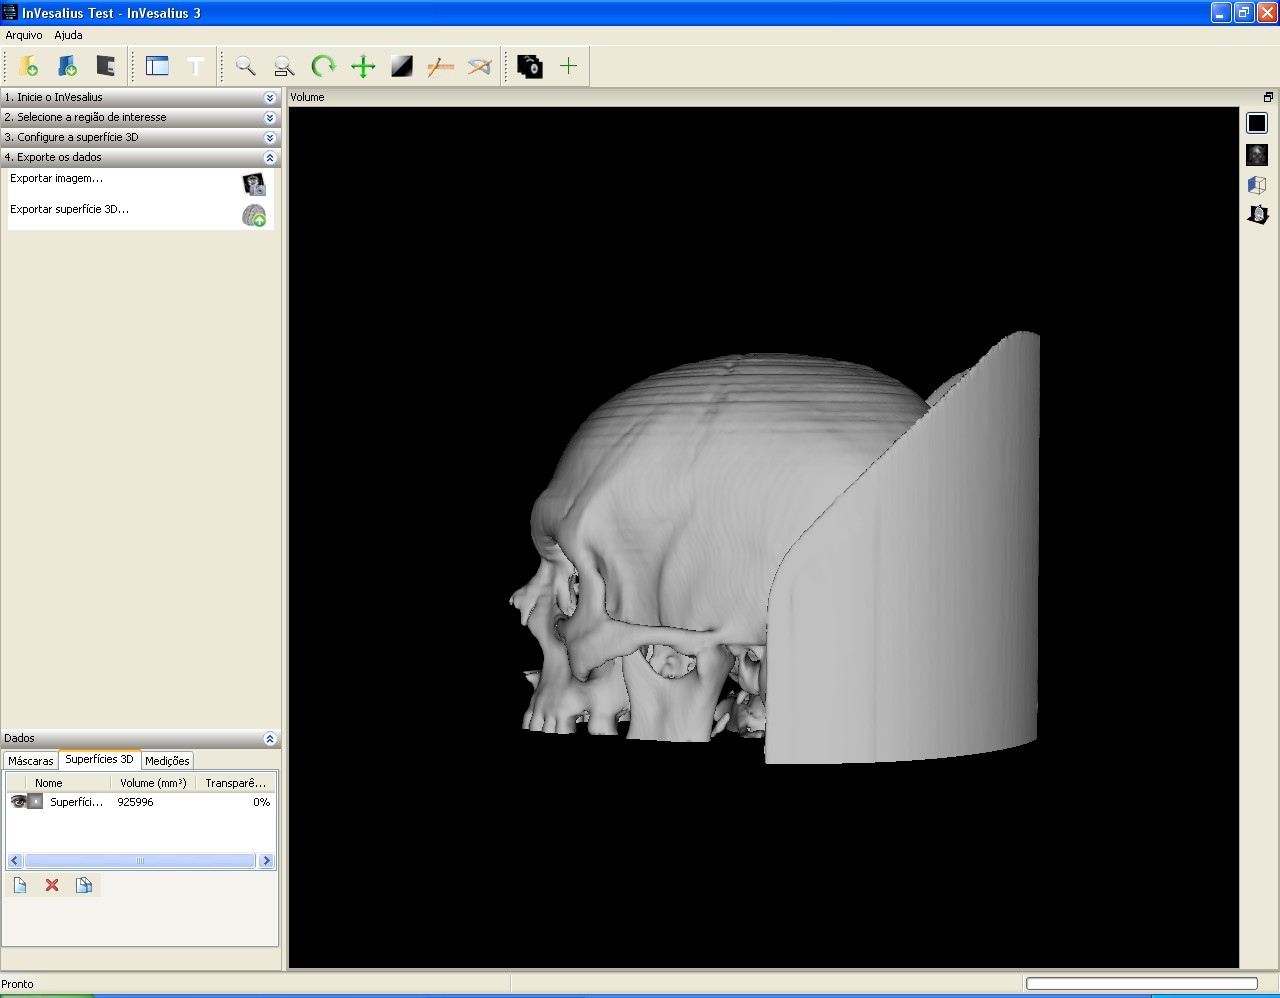 InVesalius Test - InVesalius 3
Arquivo Ajuda
T
1. Inicie o InVesalius
2. Selecione a região de interesse
3. Configure a superfície 3D
4. Exporte os dados
Exportar imagem...
Exportar superfície 3D...
Volume
Dados
Máscaras Superfícies 3D Medições
Nome Volume (mm³) Transparê...
Superfíci... 925996 0%
Pronto